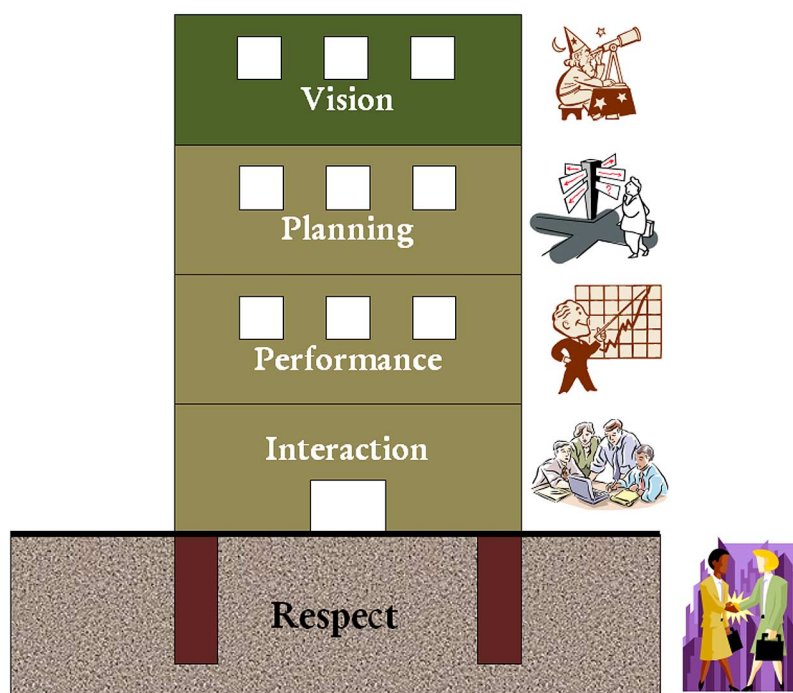 Vision
Planning
Performance
Interaction
Respect